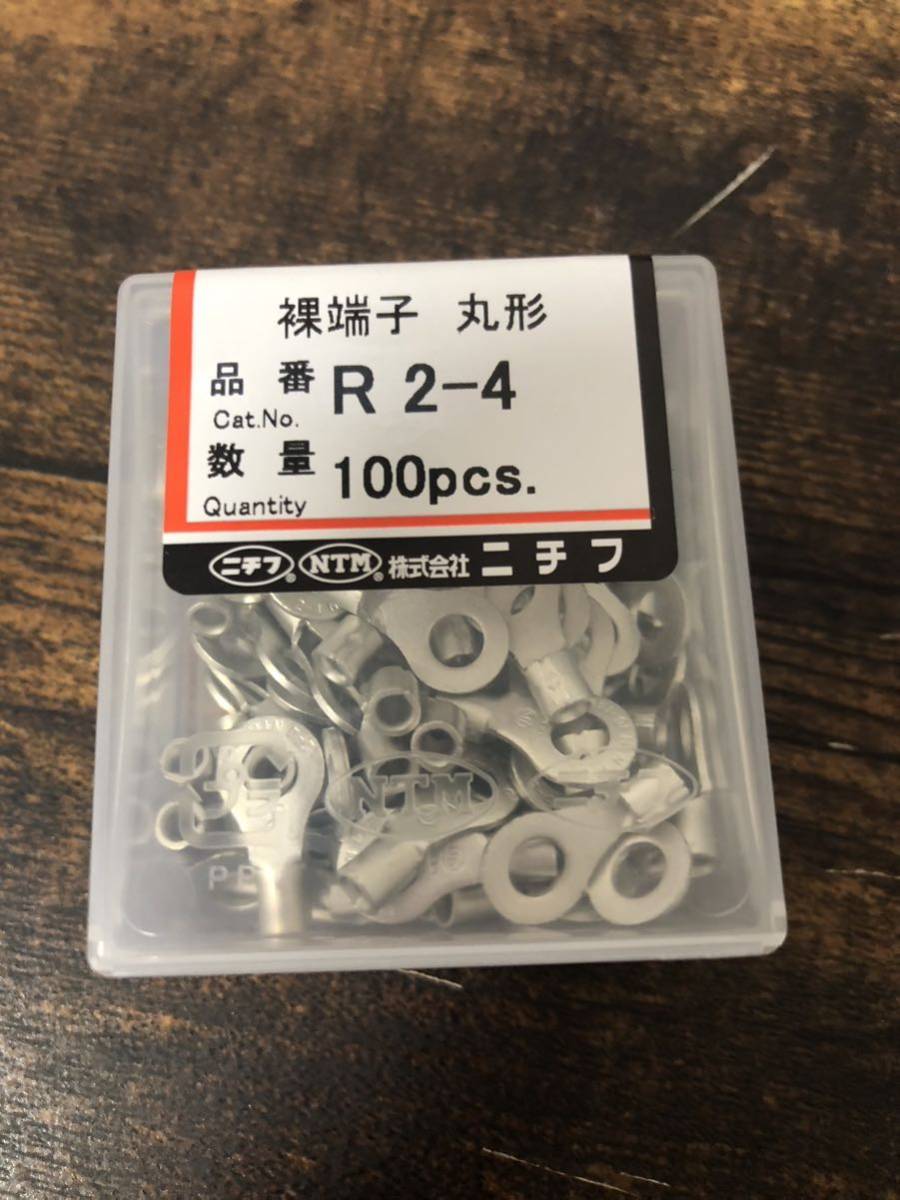 裸端子 丸形
品番 R 2-4
Cat.No.
数量 100pcs.
Quantity
ニチフ® NTM® 株式会社 ニチフ
NTM